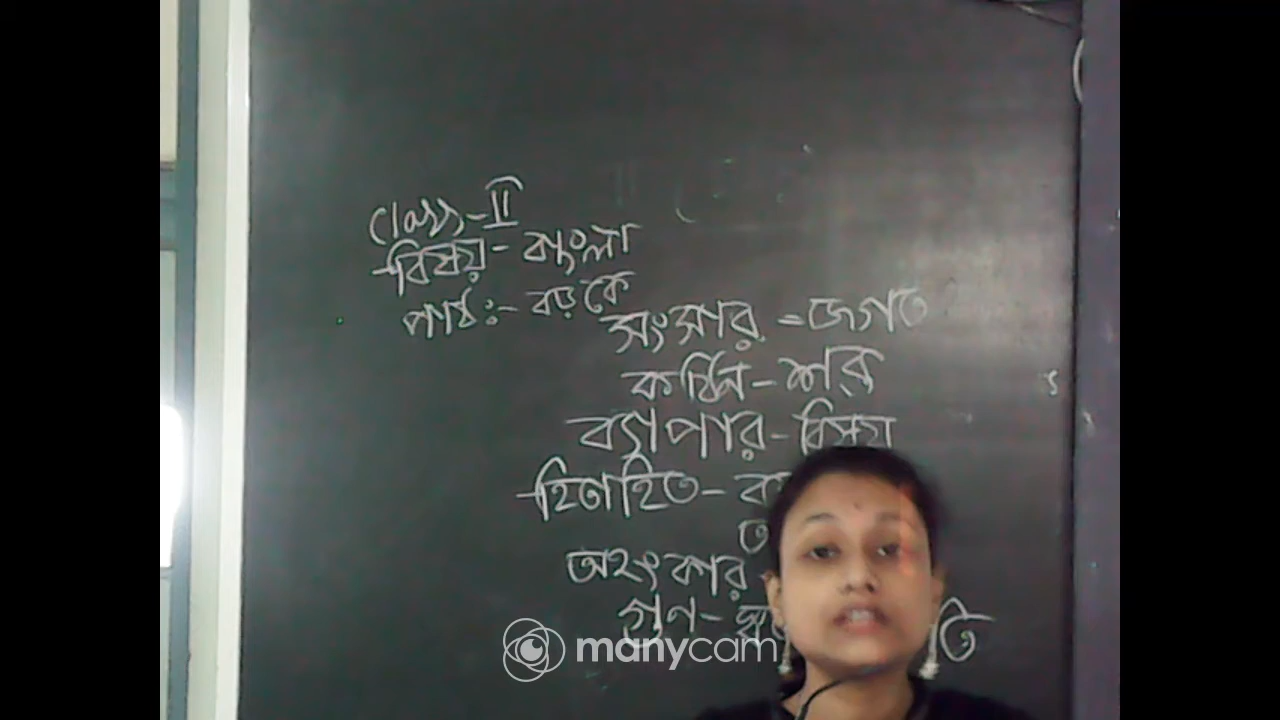 Class-II
বিষয় - বাংলা
পাঠ :- বড় কে
সংসার = জগত
কঠিন - শক্ত
ব্যাপার - বিষয়
হিতাহিত -
অহংকার
গুণ -
manycam